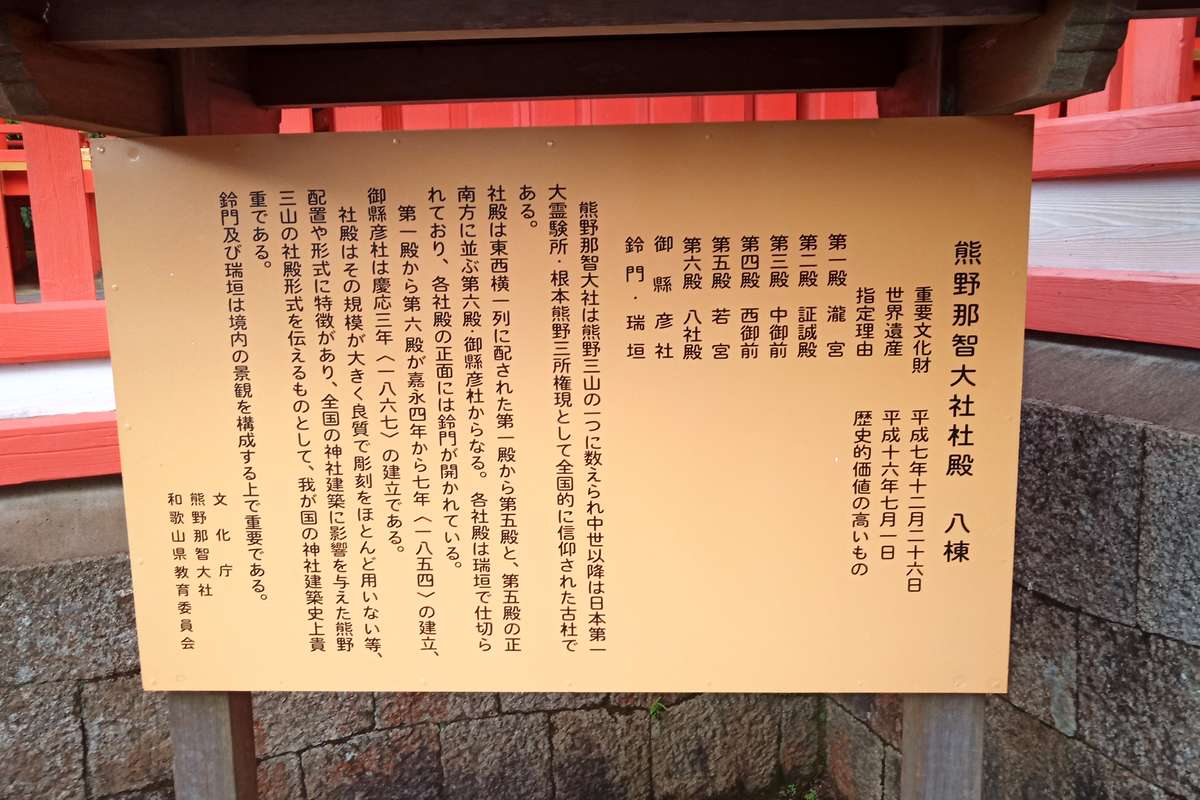 熊野那智大社社殿　八棟
重要文化財　平成七年十二月二十六日
世界遺産　平成十六年七月一日
指定理由　歴史的価値の高いもの
第一殿　瀧宮
第二殿　証誠殿
第三殿　中御前
第四殿　西御前
第五殿　若宮
第六殿　八社殿
御縣彦社
鈴門・瑞垣
熊野那智大社は熊野三山の一つに数えられ中世以降は日本第一
大霊験所・根本熊野三所権現として全国的に信仰された古社で
ある。
社殿は東西横一列に配された第一殿から第五殿と、第五殿の正
南方に並ぶ第六殿・御縣彦社からなる。各社殿は瑞垣で仕切ら
れており、各社殿の正面には鈴門が開かれている。
第一殿から第六殿が嘉永四年から七年〈一八五四〉の建立、
御縣彦社は慶応三年〈一八六七〉の建立である。
社殿はその規模が大きく良質で彫刻をほとんど用いない等、
配置や形式に特徴があり、全国の神社建築に影響を与えた熊野
三山の社殿形式を伝えるものとして、我が国の神社建築史上貴
重である。
鈴門及び瑞垣は境内の景観を構成する上で重要である。
文化庁
熊野那智大社
和歌山県教育委員会